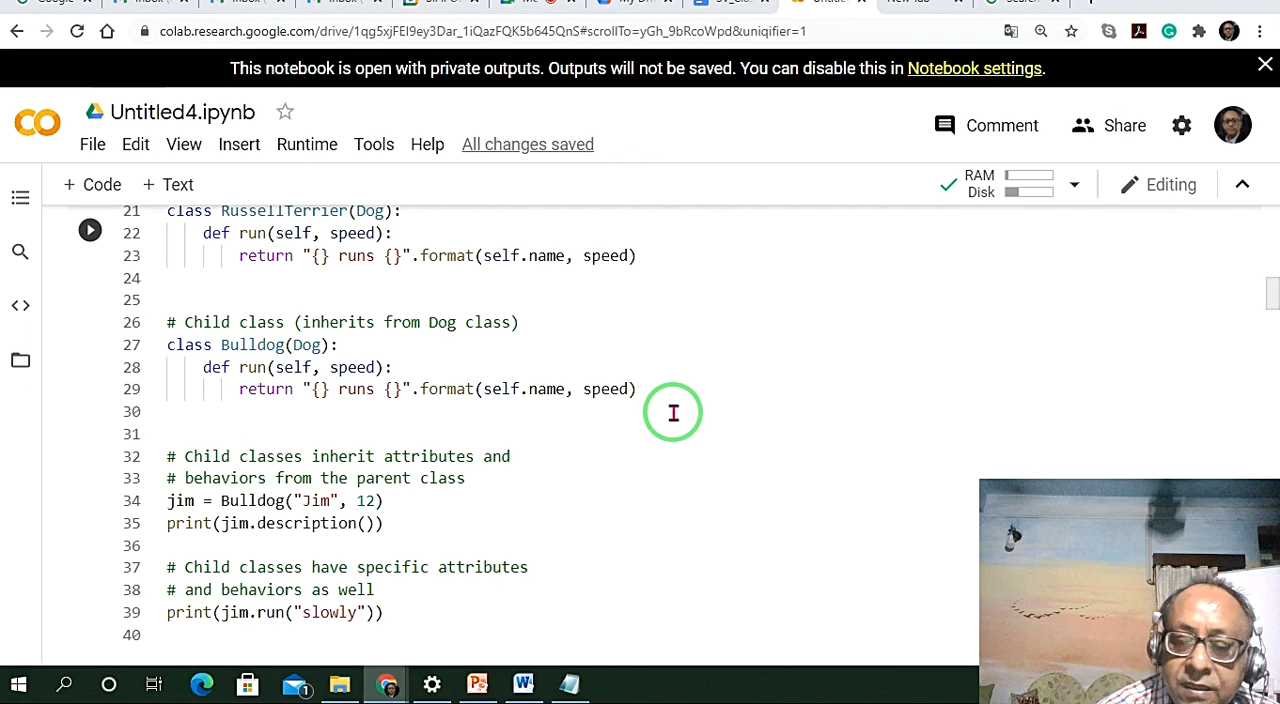 colab.research.google.com/drive/1qg5xjFEI9ey3Dar_1iQazFQK5b645QnS#scrollTo=yGh_9bRcoWpd&uniqifier=1
This notebook is open with private outputs. Outputs will not be saved. You can disable this in Notebook settings.
Untitled4.ipynb
Comment
Share
File Edit View Insert Runtime Tools Help All changes saved
+ Code + Text
RAM
Disk
Editing
21 class RussellTerrier(Dog):
22 def run(self, speed):
23 return "{} runs {}".format(self.name, speed)
24
25
26 # Child class (inherits from Dog class)
27 class Bulldog(Dog):
28 def run(self, speed):
29 return "{} runs {}".format(self.name, speed)
30
31
32 # Child classes inherit attributes and
33 # behaviors from the parent class
34 jim = Bulldog("Jim", 12)
35 print(jim.description())
36
37 # Child classes have specific attributes
38 # and behaviors as well
39 print(jim.run("slowly"))
40